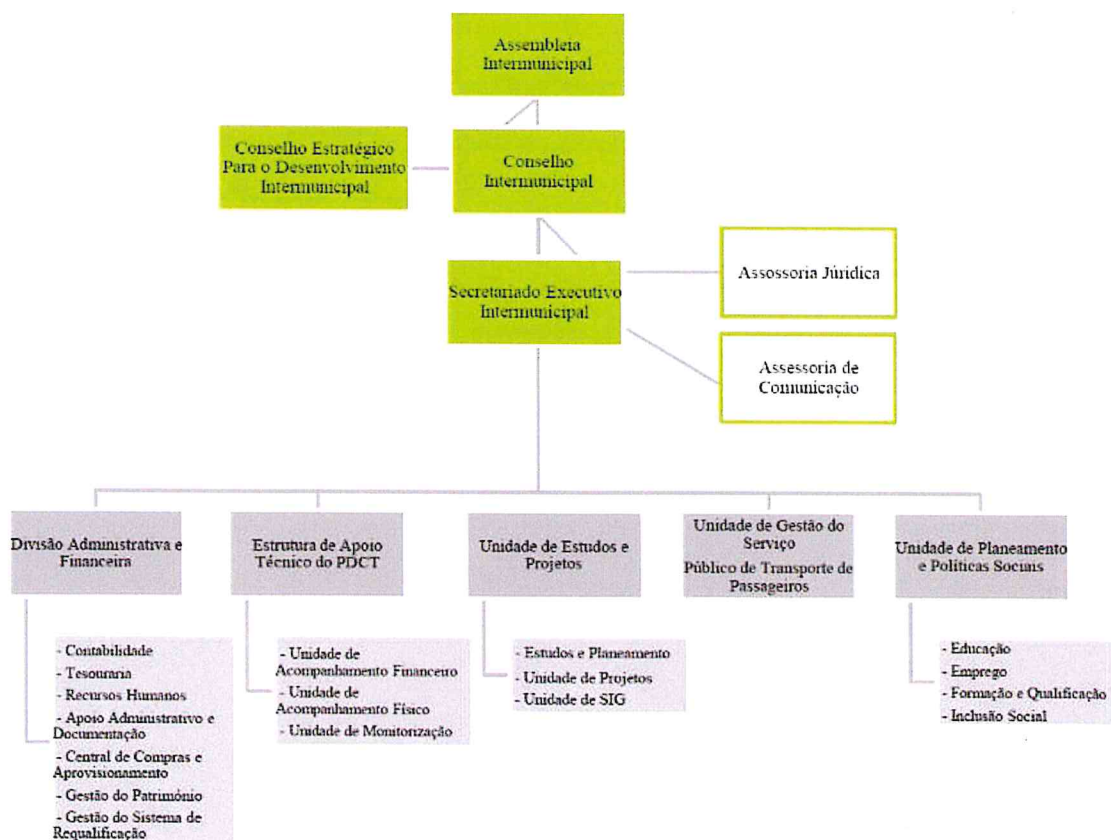 Assembleia
Intermunicipal
Conselho Estratégico
Para o Desenvolvimento
Intermunicipal
Conselho
Intermunicipal
Assossoria Júridica
Secretariado Executivo
Intermunicipal
Assessoria de
Comunicação
Divisão Administrativa e
Financeira
Estrutura de Apoio
Técnico do PDCT
Unidade de Estudos e
Projetos
Unidade de Gestão do
Serviço
Público de Transporte de
Passageiros
Unidade de Planeamento
e Políticas Sociais
- Contabilidade
- Tesouraria
- Recursos Humanos
- Apoio Administrativo e
Documentação
- Central de Compras e
Aprovisionamento
- Gestão do Património
- Gestão do Sistema de
Requalificação
- Unidade de
Acompanhamento Financeiro
- Unidade de
Acompanhamento Físico
- Unidade de Monitorização
- Estudos e Planeamento
- Unidade de Projetos
- Unidade de SIG
- Educação
- Emprego
- Formação e Qualificação
- Inclusão Social